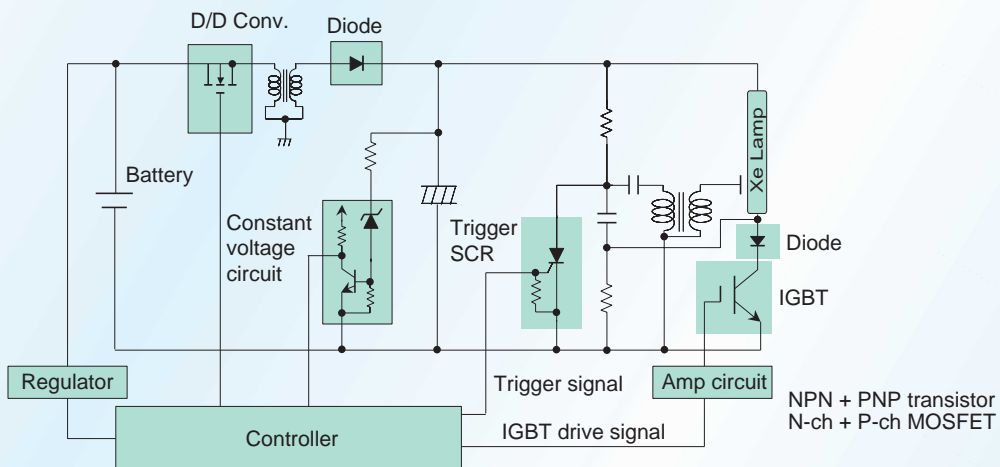 D/D Conv.
Diode
Battery
Constant
voltage
circuit
Trigger
SCR
Xe Lamp
Diode
IGBT
Regulator
Trigger signal
Amp circuit
NPN + PNP transistor
N-ch + P-ch MOSFET
Controller
IGBT drive signal